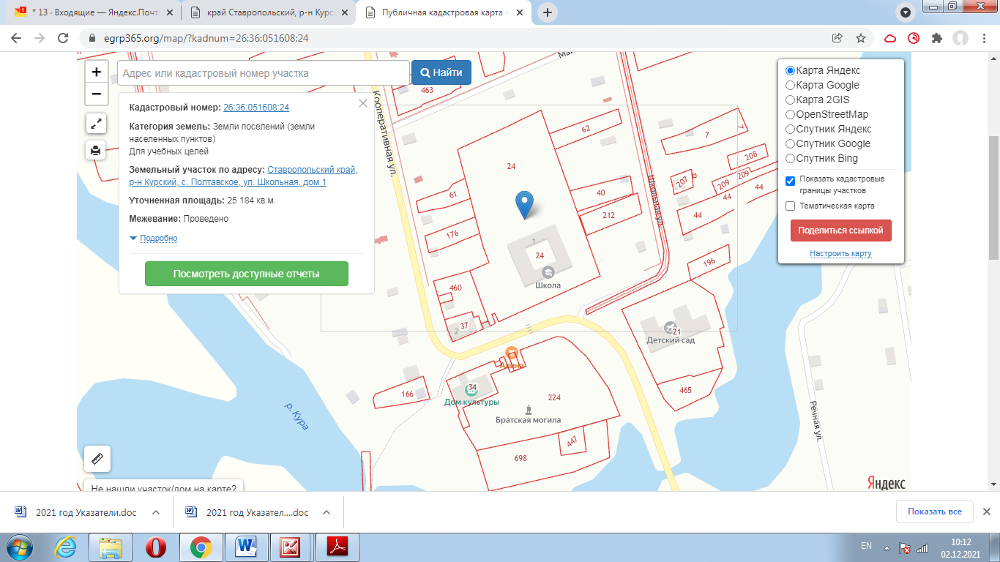 * 13 · Входящие — Яндекс.Почта
край Ставропольский, р-н Курс
Публичная кадастровая карта -
egrp365.org/map/?kadnum=26:36:051608:24
+
−
Адрес или кадастровый номер участка
Найти
Кадастровый номер: 26:36:051608:24
Категория земель: Земли поселений (земли
населенных пунктов)
Для учебных целей
Земельный участок по адресу: Ставропольский край,
р-н Курский, с. Полтавское, ул. Школьная, дом 1
Уточненная площадь: 25 184 кв.м.
Межевание: Проведено
Подробно
Посмотреть доступные отчеты
Карта Яндекс
Карта Google
Карта 2GIS
OpenStreetMap
Спутник Яндекс
Спутник Google
Спутник Bing
Показать кадастровые
границы участков
Тематическая карта
Поделиться ссылкой
Настроить карту
463
Кооперативная ул.
62
7
7
24
208
207
209
209
61
40
44
44
212
44
176
Школьная ул.
1
24
196
Школа
460
37
2
21
Детский сад
Алина
34
166
Дом культуры
224
465
Братская могила
р. Кура
447
698
Речная ул.
Не нашли участок/дом на карте?
Яндекс
2021 год Указатели.doc
2021 год Указател....doc
Показать все
EN
10:12
02.12.2021